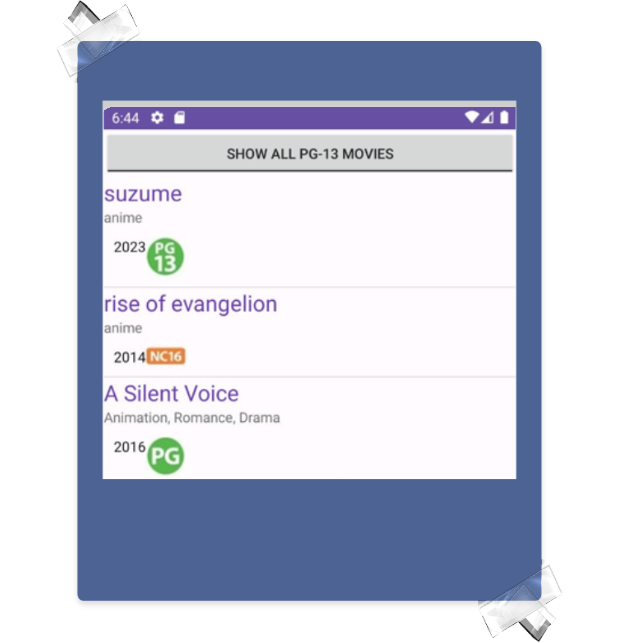 6:44
SHOW ALL PG-13 MOVIES
suzume
anime
2023 PG 13
rise of evangelion
anime
2014 NC16
A Silent Voice
Animation, Romance, Drama
2016 PG